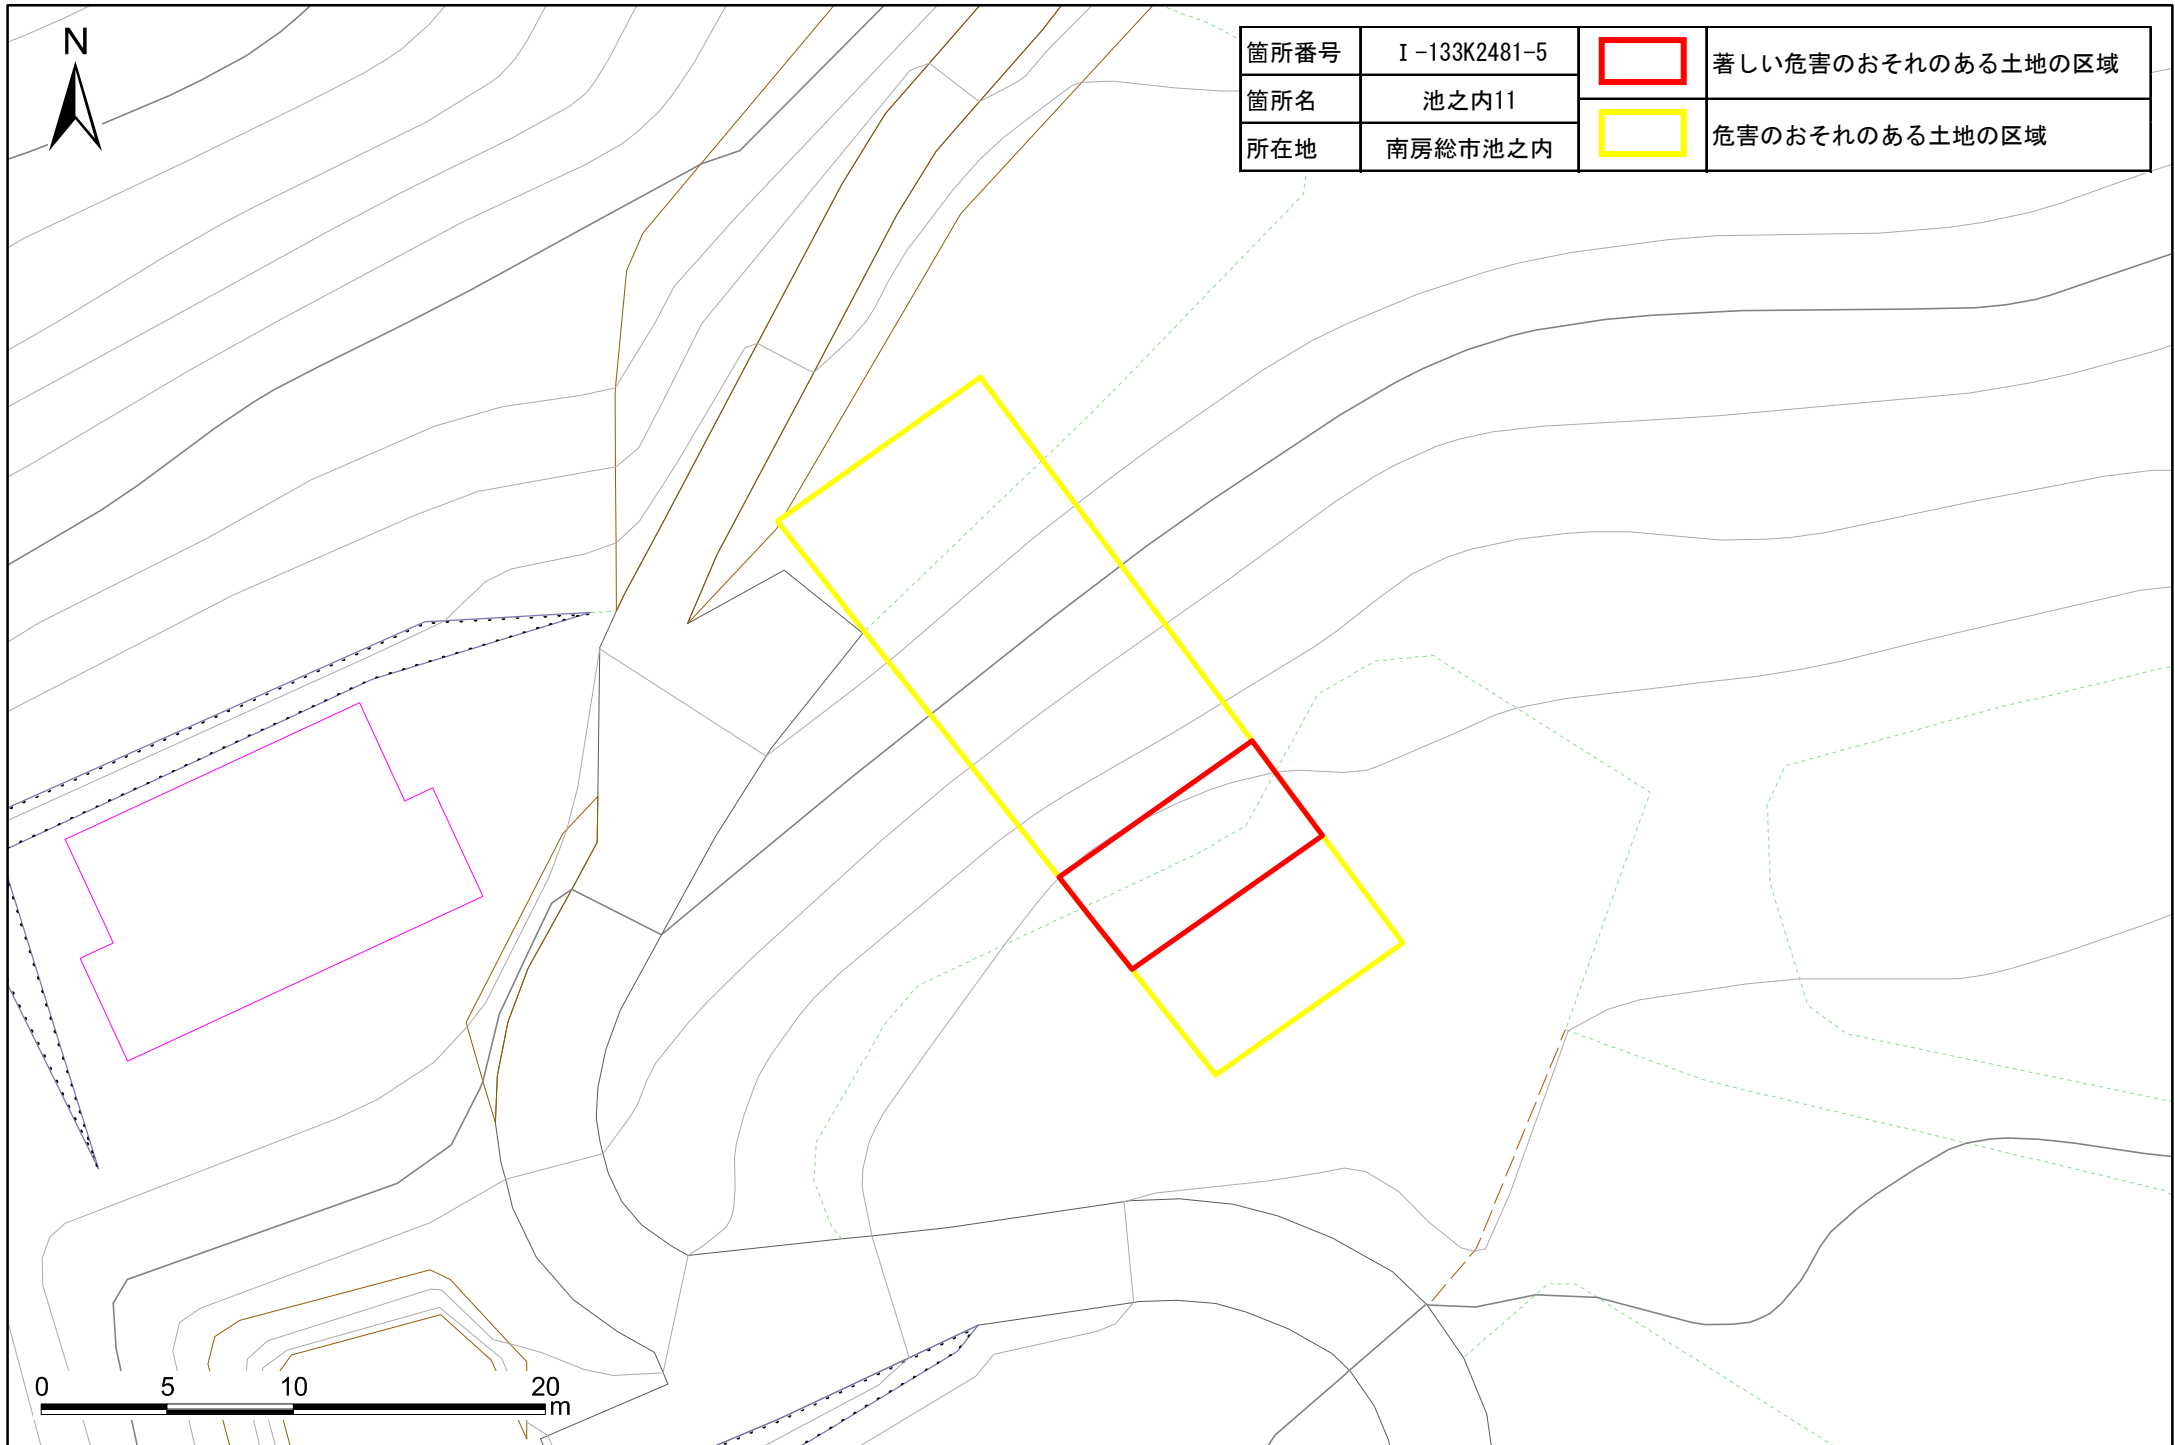 N
箇所番号 Ⅰ-133K2481-5
箇所名 池之内11
所在地 南房総市池之内
著しい危害のおそれのある土地の区域
危害のおそれのある土地の区域
0 5 10 20
m